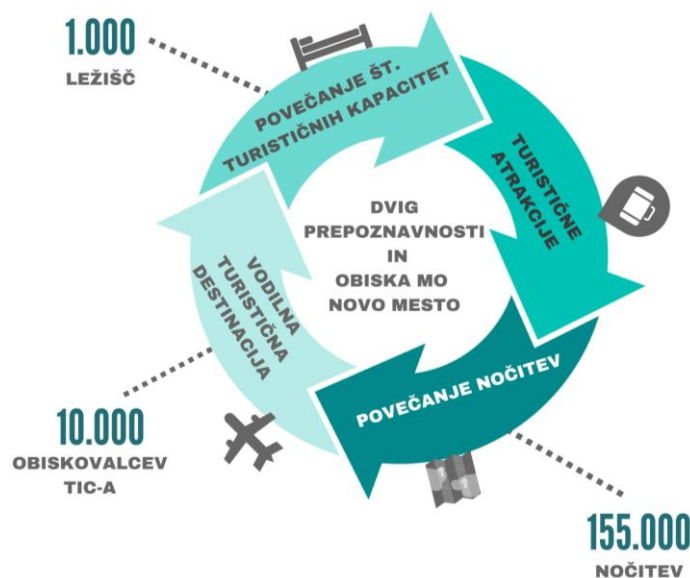 1.000
LEŽIŠČ
POVEČANJE ŠT.
TURISTIČNIH KAPACITET
TURISTIČNE
ATRAKCIJE
DVIG
PREPOZNAVNOSTI
IN
OBISKA MO
NOVO MESTO
VODILNA
TURISTIČNA
DESTINACIJA
POVEČANJE NOČITEV
10.000
OBISKOVALCEV
TIC-A
155.000
NOČITEV